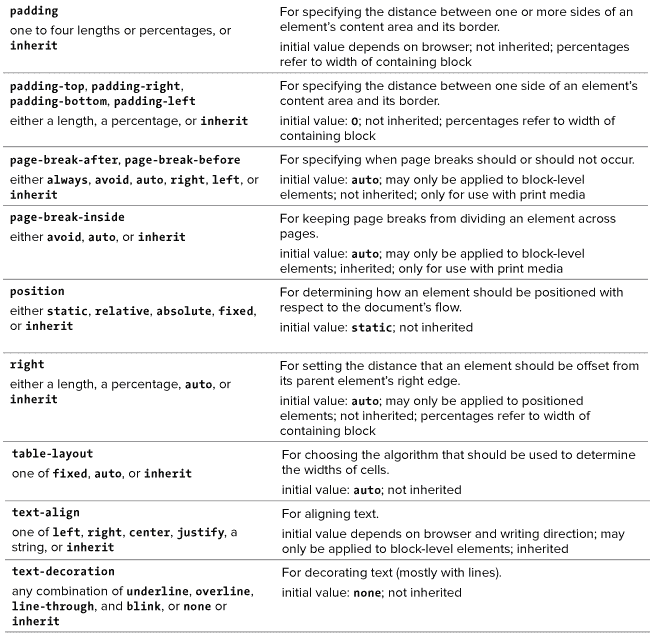 padding
one to four lengths or percentages, or
inherit
For specifying the distance between one or more sides of an
element's content area and its border.
initial value depends on browser; not inherited; percentages
refer to width of containing block
padding-top, padding-right,
padding-bottom, padding-left
either a length, a percentage, or inherit
For specifying the distance between one side of an element's
content area and its border.
initial value: 0; not inherited; percentages refer to width of
containing block
page-break-after, page-break-before
either always, avoid, auto, right, left, or
inherit
For specifying when page breaks should or should not occur.
initial value: auto; may only be applied to block-level
elements; not inherited; only for use with print media
page-break-inside
either avoid, auto, or inherit
For keeping page breaks from dividing an element across
pages.
initial value: auto; may only be applied to block-level
elements; inherited; only for use with print media
position
either static, relative, absolute, fixed,
or inherit
For determining how an element should be positioned with
respect to the document's flow.
initial value: static; not inherited
right
either a length, a percentage, auto, or
inherit
For setting the distance that an element should be offset from
its parent element's right edge.
initial value: auto; may only be applied to positioned
elements; not inherited; percentages refer to width of
containing block
table-layout
one of fixed, auto, or inherit
For choosing the algorithm that should be used to determine
the widths of cells.
initial value: auto; not inherited
text-align
one of left, right, center, justify, a
string, or inherit
For aligning text.
initial value depends on browser and writing direction; may
only be applied to block-level elements; inherited
text-decoration
any combination of underline, overline,
line-through, and blink, or none or
inherit
For decorating text (mostly with lines).
initial value: none; not inherited